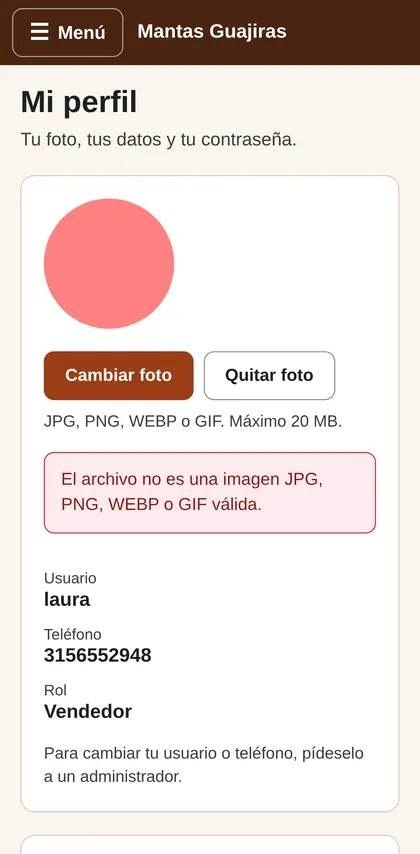 ☰ Menú
Mantas Guajiras
Mi perfil
Tu foto, tus datos y tu contraseña.
Cambiar foto
Quitar foto
JPG, PNG, WEBP o GIF. Máximo 20 MB.
El archivo no es una imagen JPG,
PNG, WEBP o GIF válida.
Usuario
laura
Teléfono
3156552948
Rol
Vendedor
Para cambiar tu usuario o teléfono, pídeselo
a un administrador.